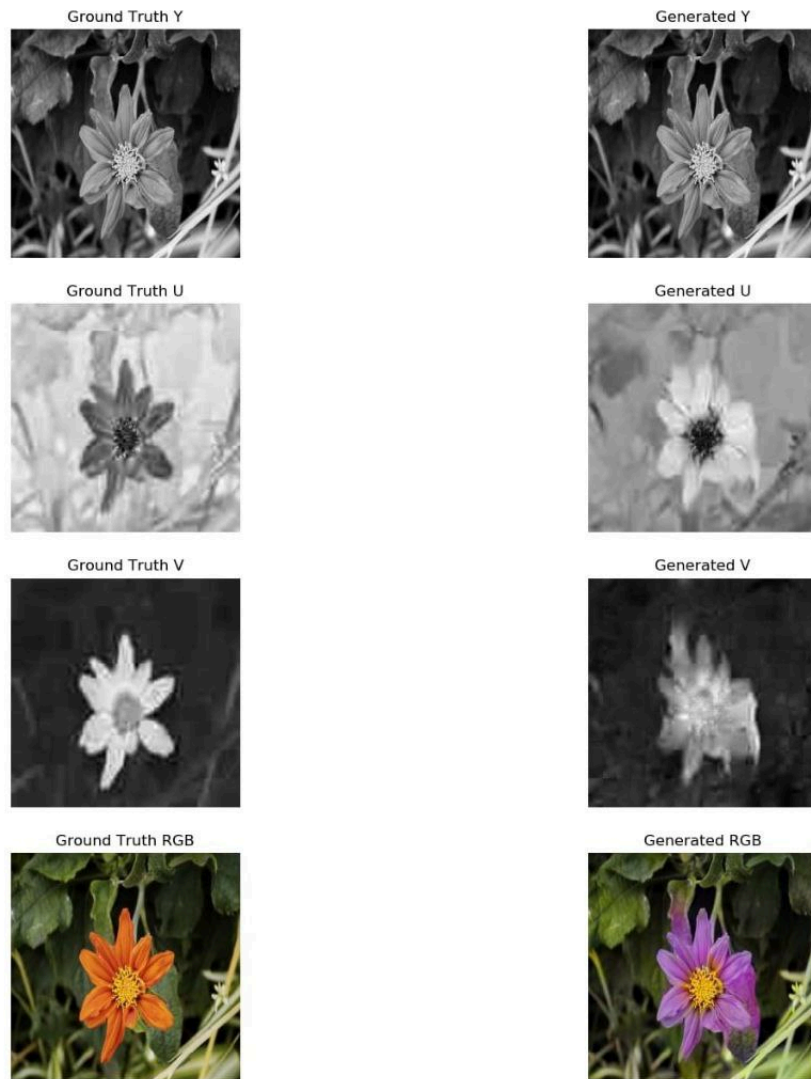 Ground Truth Y
Generated Y
Ground Truth U
Generated U
Ground Truth V
Generated V
Ground Truth RGB
Generated RGB